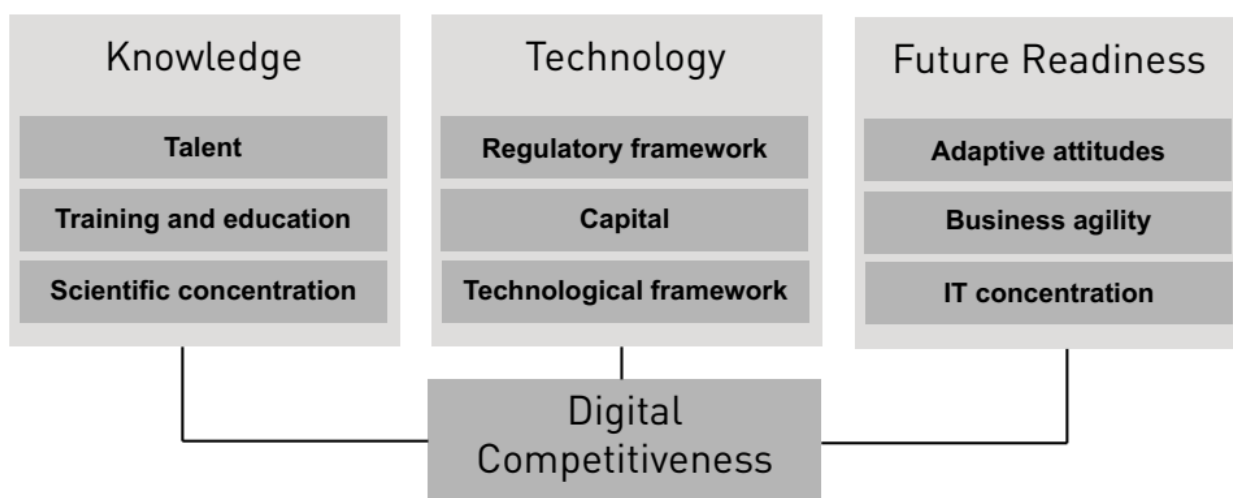 Knowledge
Talent
Training and education
Scientific concentration
Technology
Regulatory framework
Capital
Technological framework
Future Readiness
Adaptive attitudes
Business agility
IT concentration
Digital
Competitiveness